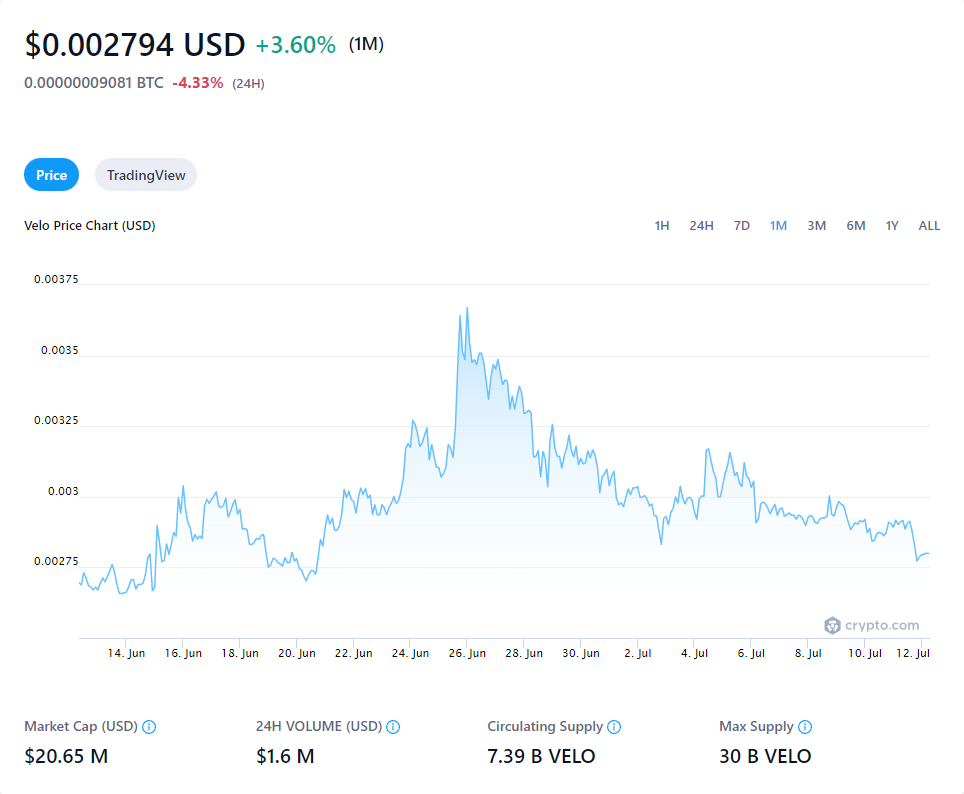 $0.002794 USD +3.60% (1M)
0.00000009081 BTC -4.33% (24H)
Price TradingView
Velo Price Chart (USD) 1H 24H 7D 1M 3M 6M 1Y ALL
0.00375
0.0035
0.00325
0.003
0.00275
crypto.com
14. Jun 16. Jun 18. Jun 20. Jun 22. Jun 24. Jun 26. Jun 28. Jun 30. Jun 2. Jul 4. Jul 6. Jul 8. Jul 10. Jul 12. Jul
Market Cap (USD) 24H VOLUME (USD) Circulating Supply Max Supply
$20.65 M $1.6 M 7.39 B VELO 30 B VELO